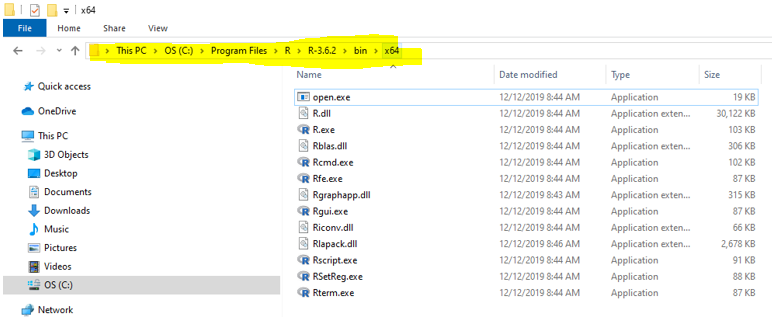 x64
File Home Share View
This PC > OS (C:) > Program Files > R > R-3.6.2 > bin > x64
Quick access
OneDrive
This PC
3D Objects
Desktop
Documents
Downloads
Music
Pictures
Videos
OS (C:)
Network
Name Date modified Type Size
open.exe 12/12/2019 8:44 AM Application 19 KB
R.dll 12/12/2019 8:44 AM Application exten... 30,122 KB
R.exe 12/12/2019 8:44 AM Application 103 KB
Rblas.dll 12/12/2019 8:44 AM Application exten... 306 KB
Rcmd.exe 12/12/2019 8:44 AM Application 102 KB
Rfe.exe 12/12/2019 8:44 AM Application 87 KB
Rgraphapp.dll 12/12/2019 8:43 AM Application exten... 315 KB
Rgui.exe 12/12/2019 8:44 AM Application 87 KB
Riconv.dll 12/12/2019 8:44 AM Application exten... 66 KB
Rlapack.dll 12/12/2019 8:46 AM Application exten... 2,678 KB
Rscript.exe 12/12/2019 8:44 AM Application 91 KB
RSetReg.exe 12/12/2019 8:44 AM Application 88 KB
Rterm.exe 12/12/2019 8:44 AM Application 87 KB